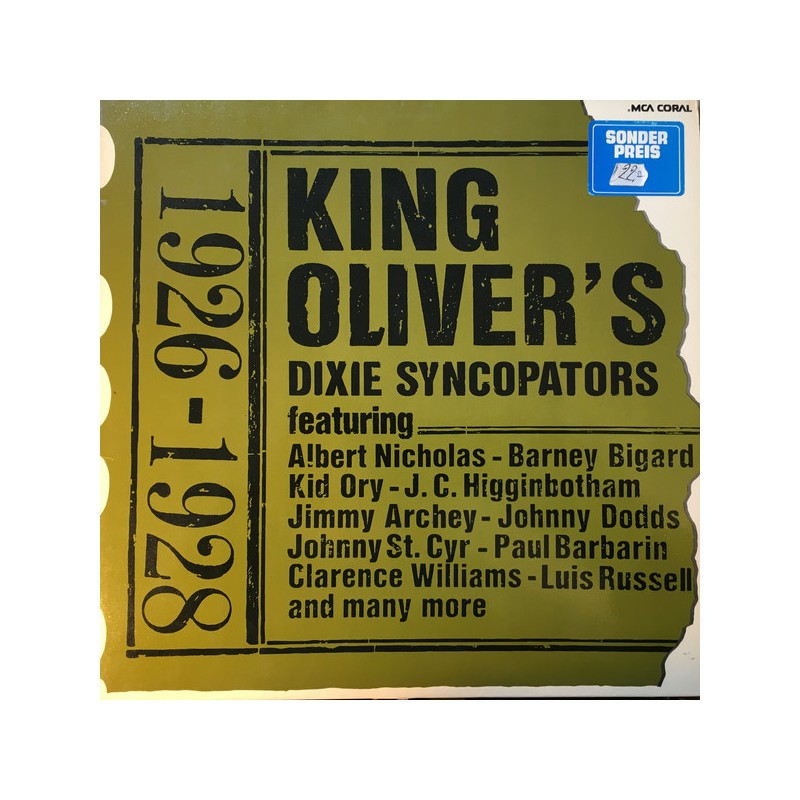 .MCA CORAL
SONDER
PREIS
22.-
1926-1928
KING
OLIVER'S
DIXIE SYNCOPATORS
featuring
Albert Nicholas - Barney Bigard
Kid Ory - J.C. Higginbotham
Jimmy Archey - Johnny Dodds
Johnny St. Cyr - Paul Barbarin
Clarence Williams - Luis Russell
and many more